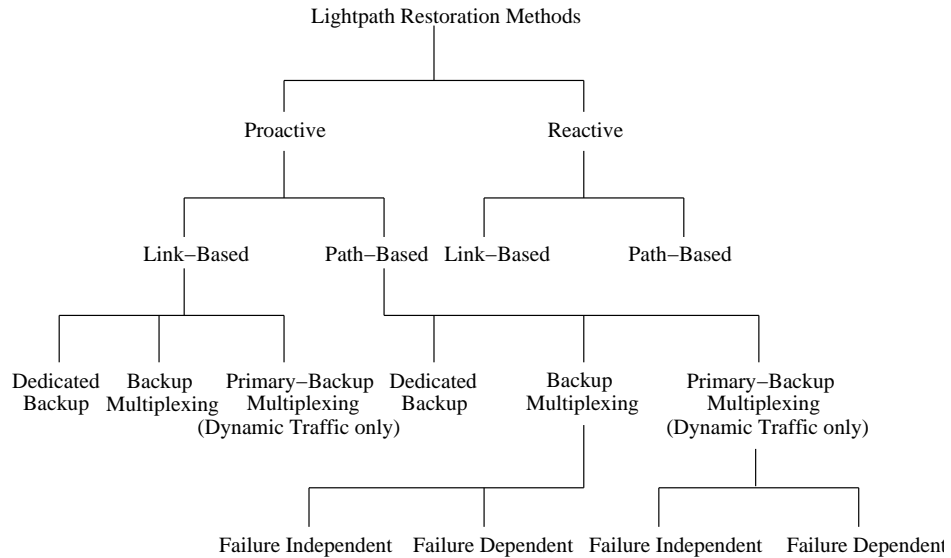 Lightpath Restoration Methods
Proactive
Reactive
Link−Based
Path−Based
Link−Based
Path−Based
Dedicated
Backup
Backup
Multiplexing
Primary−Backup
Multiplexing
(Dynamic Traffic only)
Dedicated
Backup
Backup
Multiplexing
Primary−Backup
Multiplexing
(Dynamic Traffic only)
Failure Independent
Failure Dependent
Failure Independent
Failure Dependent